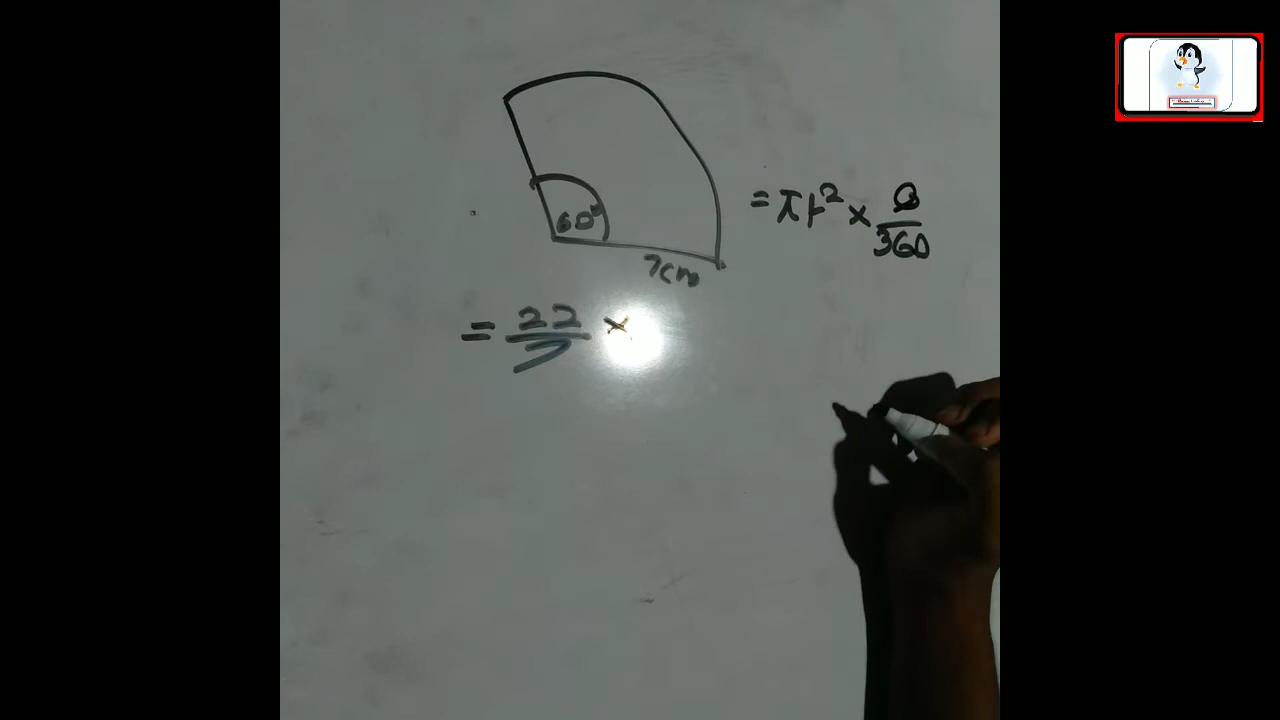 60°
7cm
= πr² × θ/360
= 22/7 ×